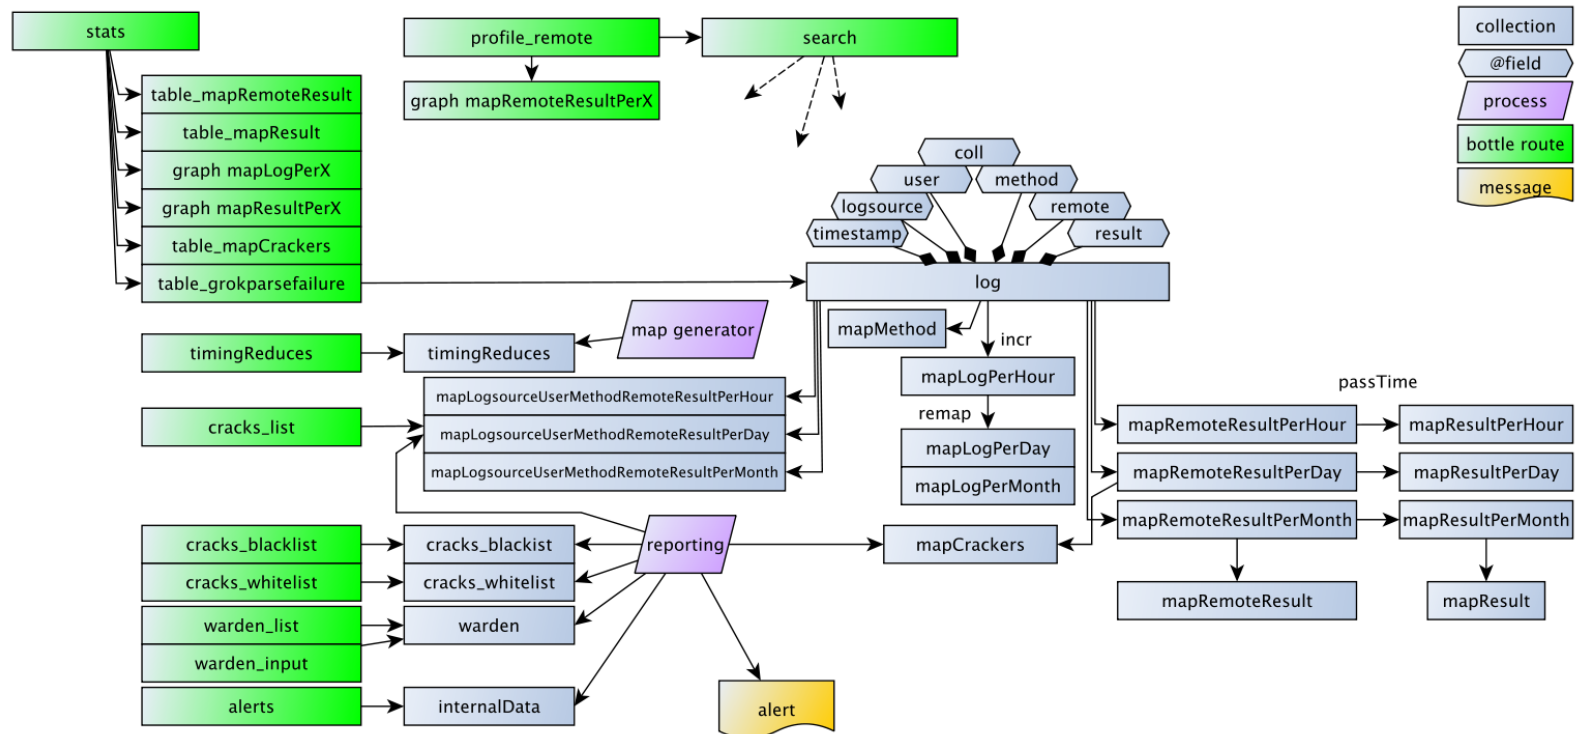 stats
profile_remote
search
collection
@field
process
bottle route
message
table_mapRemoteResult
table_mapResult
graph mapLogPerX
graph mapResultPerX
table_mapCrackers
table_grokparsefailure
graph mapRemoteResultPerX
coll
user
method
logsource
remote
timestamp
result
log
map generator
mapMethod
incr
timingReduces
timingReduces
mapLogPerHour
passTime
mapLogsourceUserMethodRemoteResultPerHour
mapLogsourceUserMethodRemoteResultPerDay
mapLogsourceUserMethodRemoteResultPerMonth
cracks_list
remap
mapLogPerDay
mapLogPerMonth
mapRemoteResultPerHour
mapResultPerHour
mapRemoteResultPerDay
mapResultPerDay
mapRemoteResultPerMonth
mapResultPerMonth
cracks_blacklist
cracks_blackist
reporting
mapCrackers
cracks_whitelist
cracks_whitelist
mapRemoteResult
mapResult
warden_list
warden
warden_input
alerts
internalData
alert